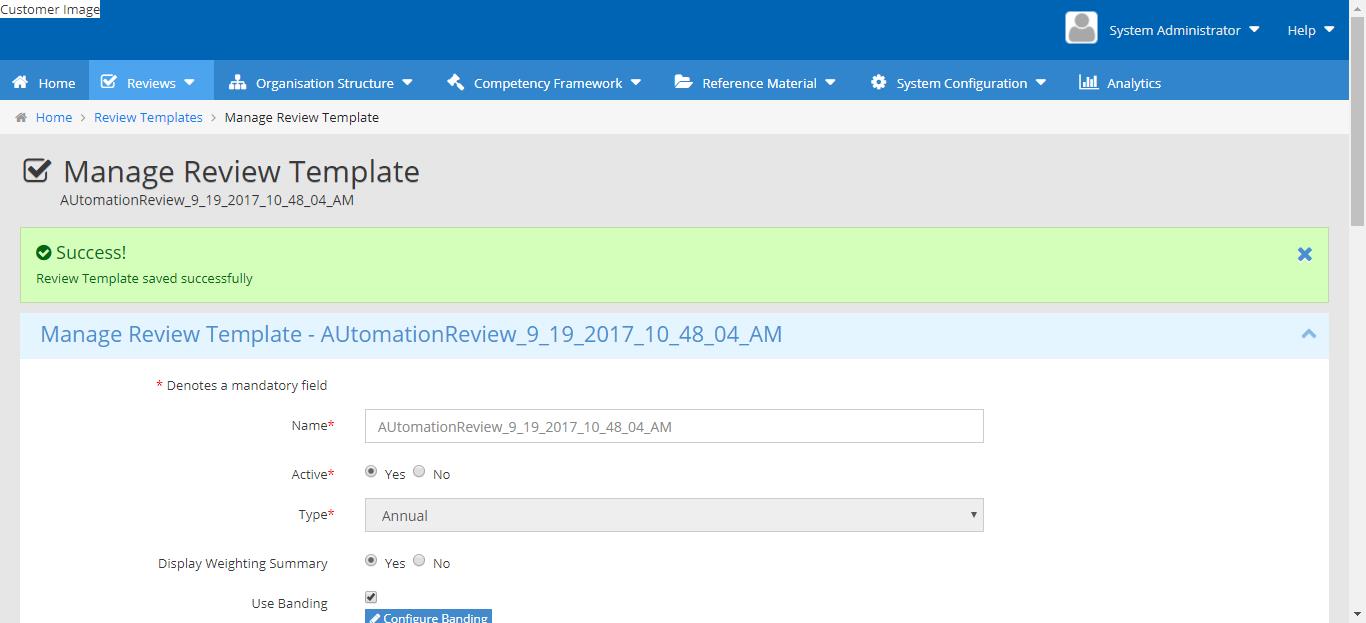 Customer Image
System Administrator Help
Home Reviews Organisation Structure Competency Framework Reference Material System Configuration Analytics
Home > Review Templates > Manage Review Template
Manage Review Template
AUtomationReview_9_19_2017_10_48_04_AM
Success!
Review Template saved successfully
Manage Review Template - AUtomationReview_9_19_2017_10_48_04_AM
* Denotes a mandatory field
Name* AUtomationReview_9_19_2017_10_48_04_AM
Active* Yes No
Type* Annual
Display Weighting Summary Yes No
Use Banding
Configure Banding